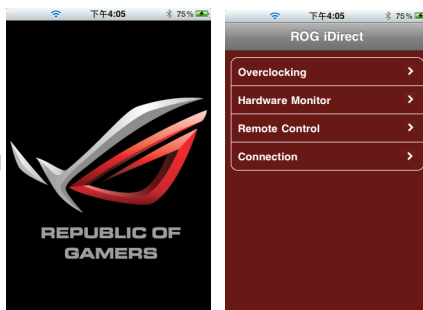 下午4:05
75%
REPUBLIC OF
GAMERS
下午4:05
75%
ROG iDirect
Overclocking
Hardware Monitor
Remote Control
Connection